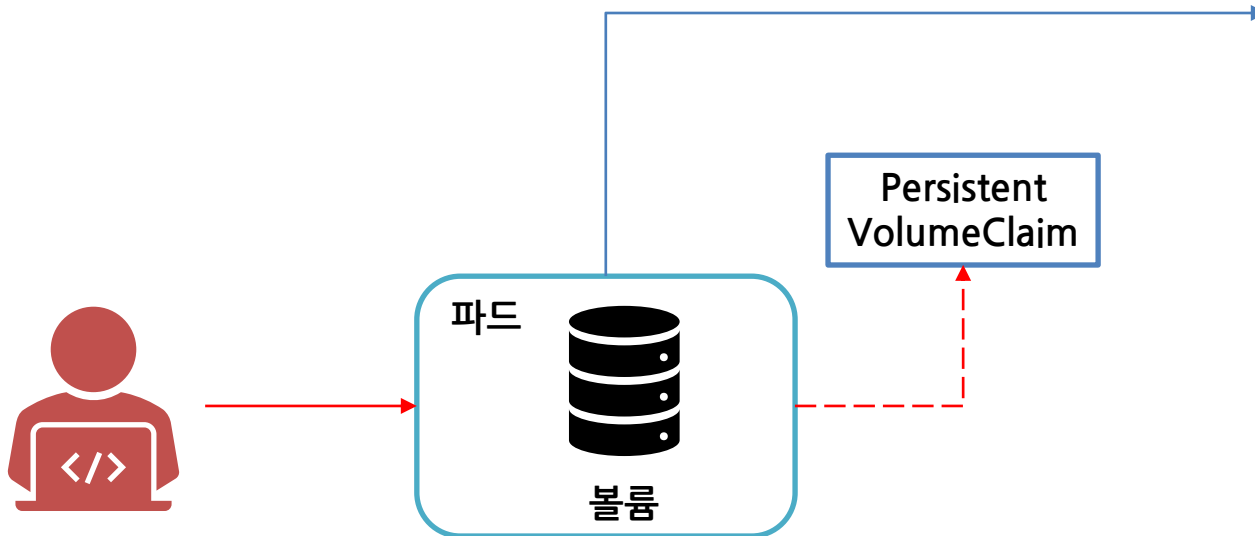 Persistent
VolumeClaim
파드
</>
볼륨